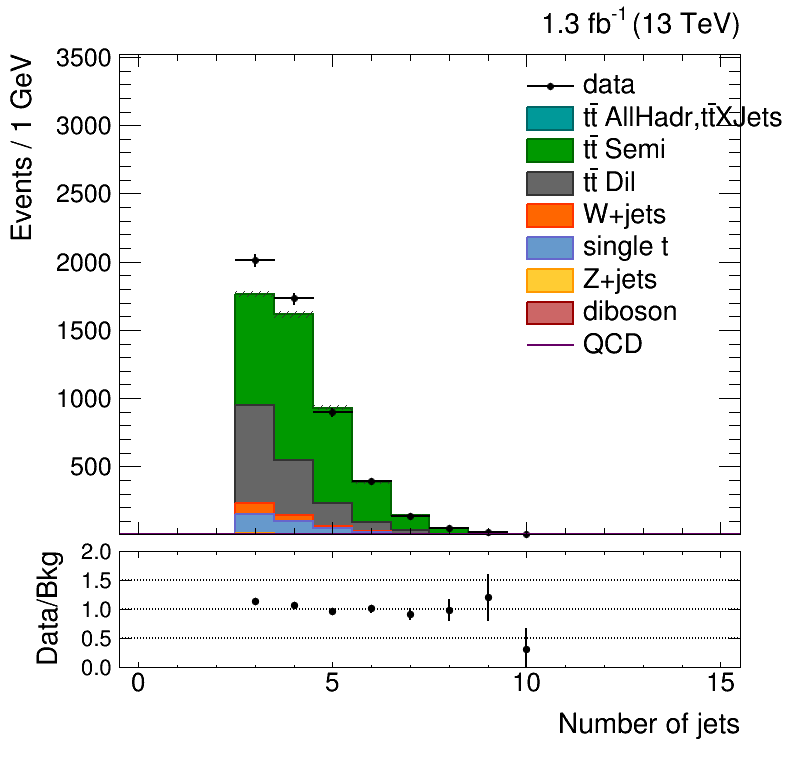 1.3 fb⁻¹ (13 TeV)
Events / 1 GeV
3500
3000
2500
2000
1500
1000
500
data
tt̄ AllHadr,tt̄XJets
tt̄ Semi
tt̄ Dil
W+jets
single t
Z+jets
diboson
QCD
Data/Bkg
2.0
1.5
1.0
0.5
0.0
0 5 10 15
Number of jets